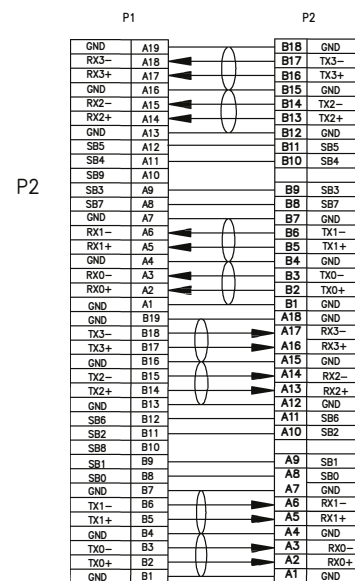 P1 P2
GND A19 B18 GND
RX3- A18 B17 TX3-
RX3+ A17 B16 TX3+
GND A16 B15 GND
RX2- A15 B14 TX2-
RX2+ A14 B13 TX2+
GND A13 B12 GND
SB5 A12 B11 SB5
SB4 A11 B10 SB4
SB9 A10
P2
SB3 A9 B9 SB3
SB7 A8 B8 SB7
GND A7 B7 GND
RX1- A6 B6 TX1-
RX1+ A5 B5 TX1+
GND A4 B4 GND
RX0- A3 B3 TX0-
RX0+ A2 B2 TX0+
GND A1 B1 GND
GND B19 A18 GND
TX3- B18 A17 RX3-
TX3+ B17 A16 RX3+
GND B16 A15 GND
TX2- B15 A14 RX2-
TX2+ B14 A13 RX2+
GND B13 A12 GND
SB6 B12 A11 SB6
SB2 B11 A10 SB2
SB8 B10
SB1 B9 A9 SB1
SB0 B8 A8 SB0
GND B7 A7 GND
TX1- B6 A6 RX1-
TX1+ B5 A5 RX1+
GND B4 A4 GND
TX0- B3 A3 RX0-
TX0+ B2 A2 RX0+
GND B1 A1 GND